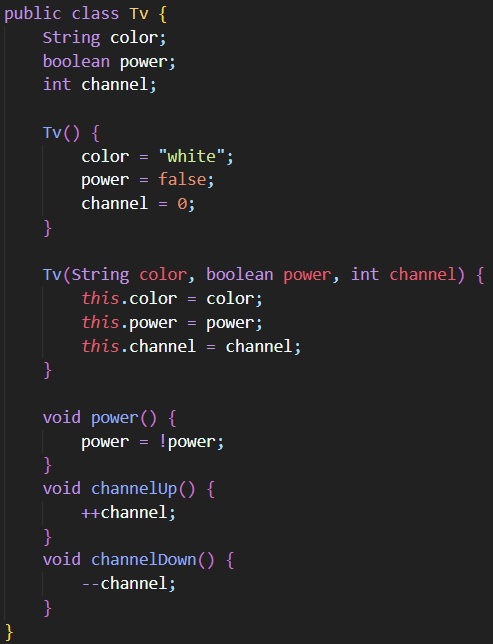 public class Tv {
    String color;
    boolean power;
    int channel;

    Tv() {
        color = "white";
        power = false;
        channel = 0;
    }

    Tv(String color, boolean power, int channel) {
        this.color = color;
        this.power = power;
        this.channel = channel;
    }

    void power() {
        power = !power;
    }
    void channelUp() {
        ++channel;
    }
    void channelDown() {
        --channel;
    }
}